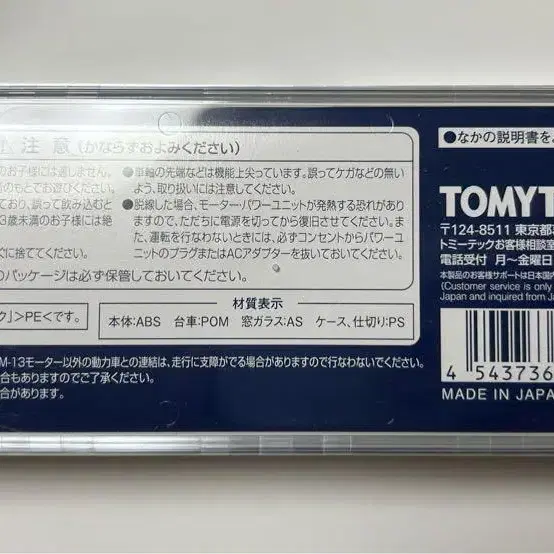 注意(かならずおよみください)
のお子様には適しません。
のもとでお遊びください。
ており、誤って飲み込むと
3歳未満のお子様には絶
ぐに捨ててください。
●車輪の先端などは機能上尖っています。誤ってケガなどの無い
よう、取り扱いには注意してください。
●脱線した場合、モーター・パワーユニットが発熱する恐れがあり
ますので、ただちに電源を切ってから復旧させてください。ま
た、運転を行なわないときには、必ずコンセントからパワーユ
ニットのプラグまたはACアダプターを抜いておいてください。
のパッケージは必ず保管しておいてください。
ク」>PE<です。
材質表示
本体:ABS 台車:POM 窓ガラス:AS ケース、仕切り:PS
M-13モーター以外の動力車との連結は、走行に支障がでる場合がありますので行なわないでください。
合もありますのでご了承ください。
合があります。
●なかの説明書をよ
TOMYT
〒124-8511 東京都
トミーテックお客様相談室
電話受付 月〜金曜日
本製品のお客様サポートは日本国内
(Customer service is only
Japan and inquired from Ja
4 543736
MADE IN JAPAN